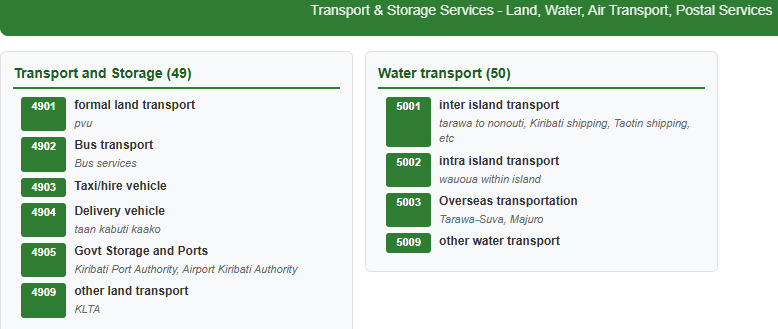 Transport & Storage Services - Land, Water, Air Transport, Postal Services
Transport and Storage (49)
4901 formal land transport
pvu
4902 Bus transport
Bus services
4903 Taxi/hire vehicle
4904 Delivery vehicle
taan kabuti kaako
4905 Govt Storage and Ports
Kiribati Port Authority, Airport Kiribati Authority
4909 other land transport
KLTA
Water transport (50)
5001 inter island transport
tarawa to nonouti, Kiribati shipping, Taotin shipping,
etc
5002 intra island transport
wauoua within island
5003 Overseas transportation
Tarawa-Suva, Majuro
5009 other water transport